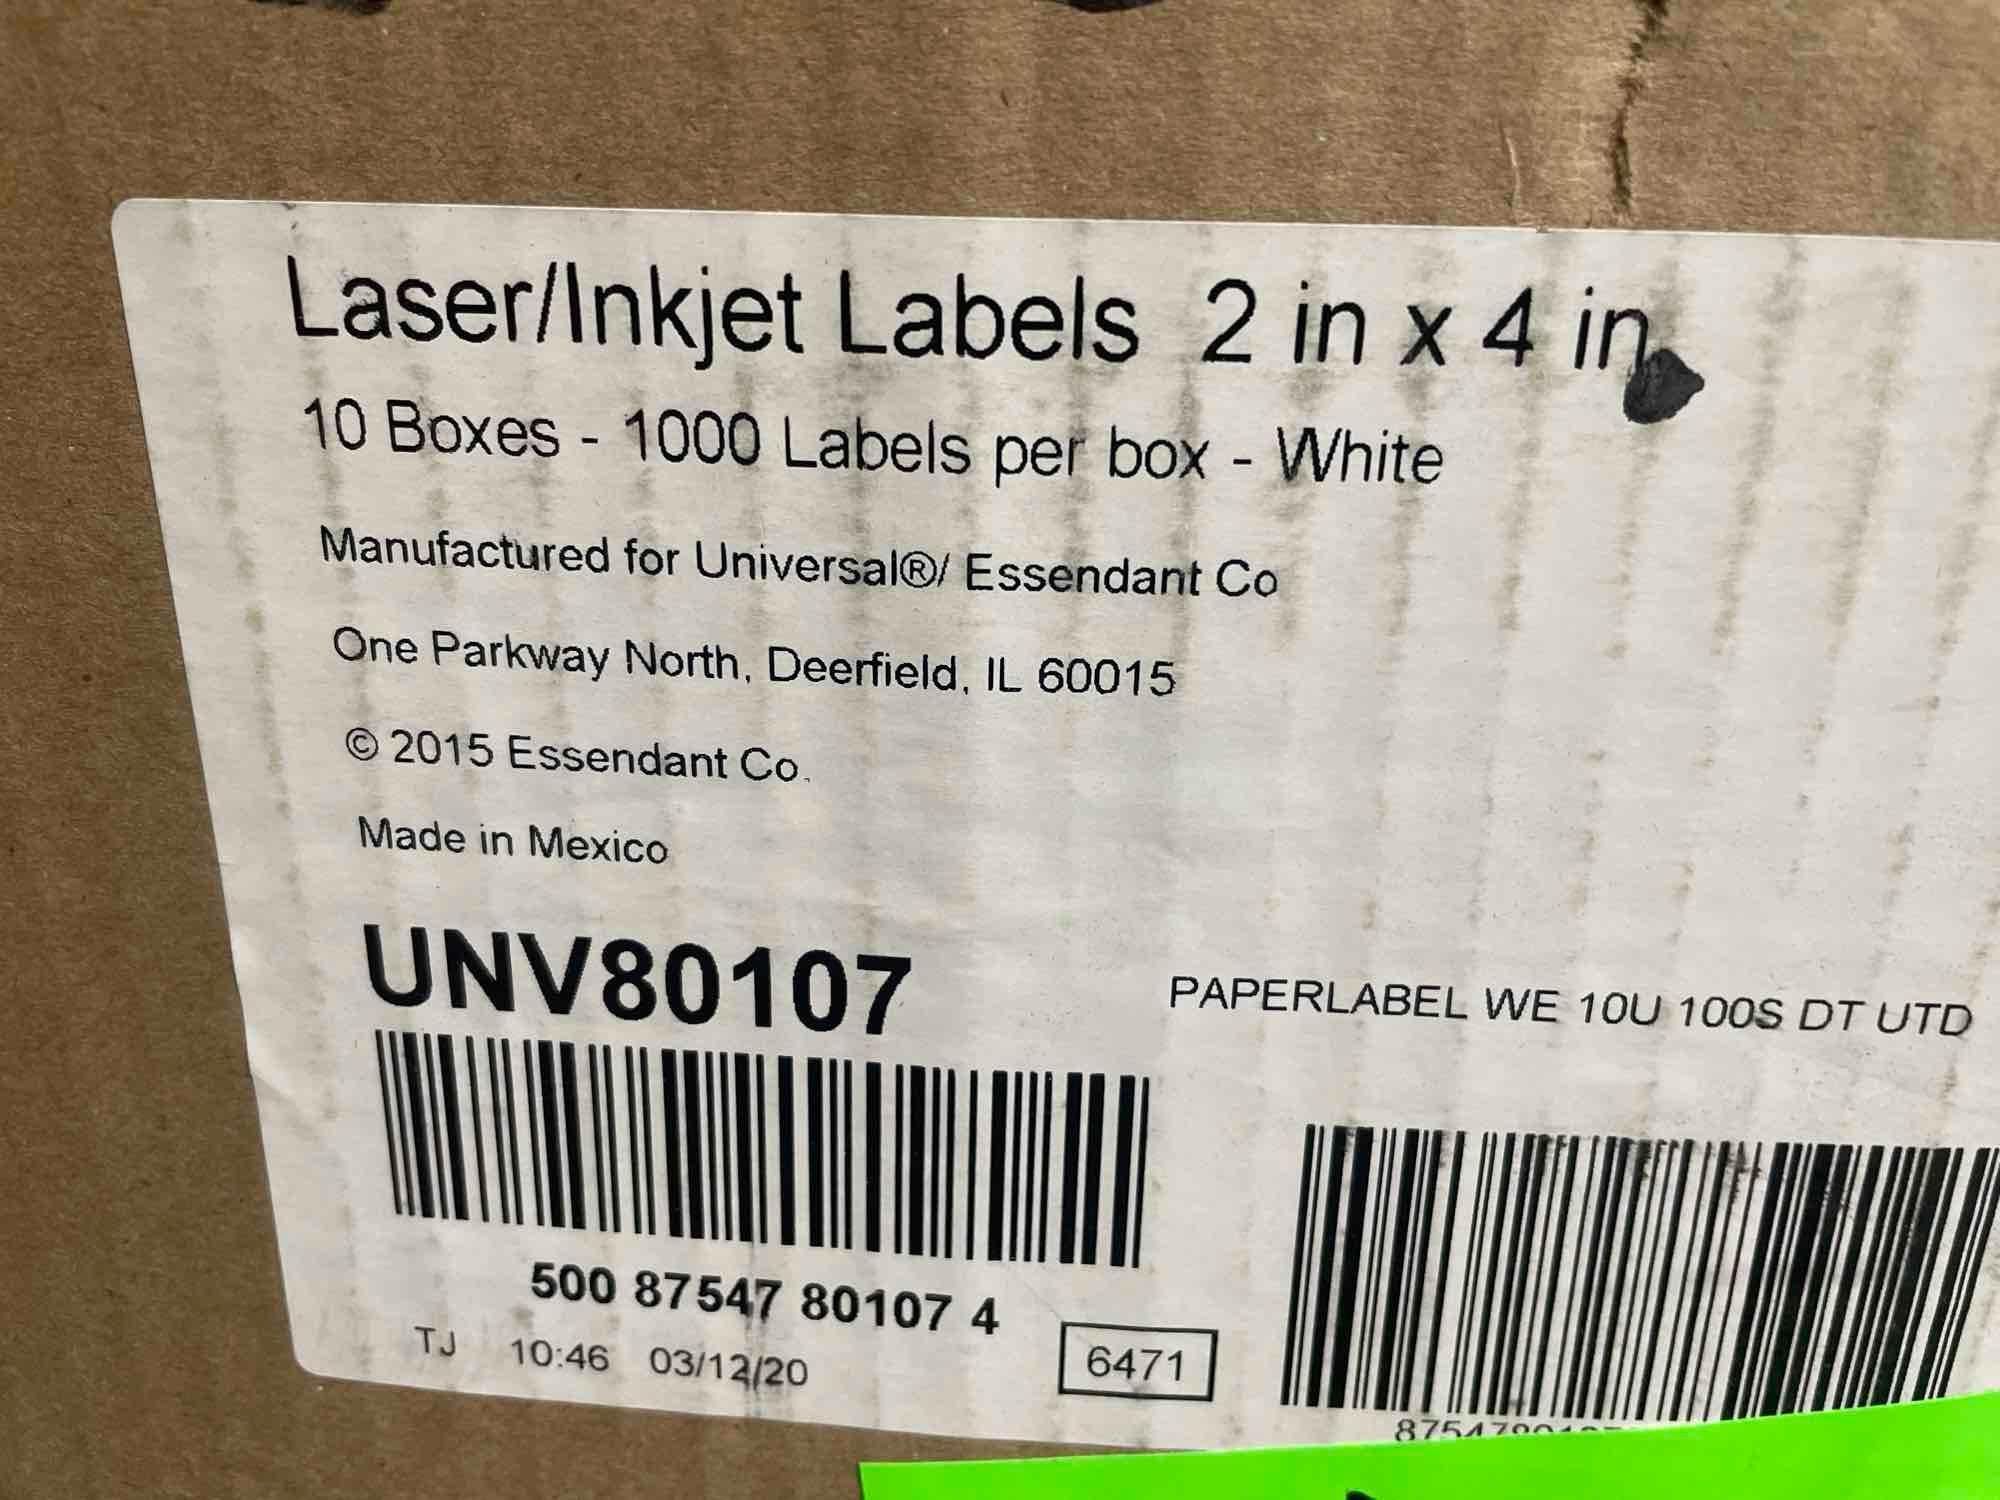 Laser/Inkjet Labels 2 in x 4 in
10 Boxes - 1000 Labels per box - White
Manufactured for Universal®/ Essendant Co
One Parkway North, Deerfield, IL 60015
© 2015 Essendant Co.
Made in Mexico
UNV80107
PAPERLABEL WE 10U 100S DT UTD
500 87547 80107 4
TJ 10:46 03/12/20
6471